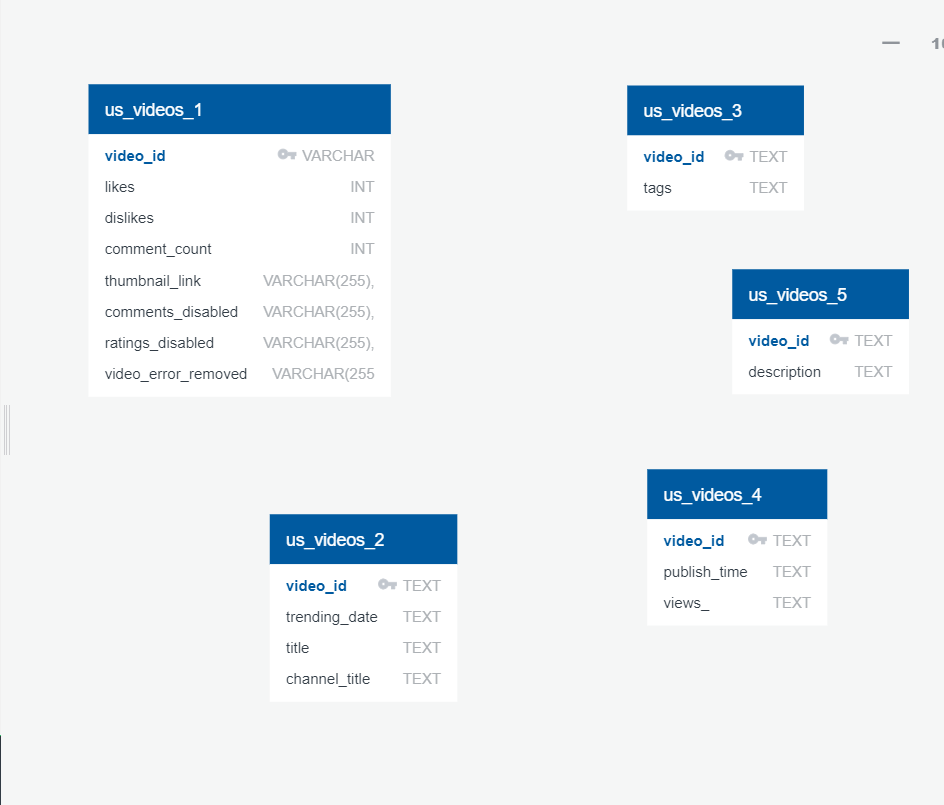 10
us_videos_1
video_id VARCHAR
likes INT
dislikes INT
comment_count INT
thumbnail_link VARCHAR(255),
comments_disabled VARCHAR(255),
ratings_disabled VARCHAR(255),
video_error_removed VARCHAR(255
us_videos_3
video_id TEXT
tags TEXT
us_videos_5
video_id TEXT
description TEXT
us_videos_4
video_id TEXT
publish_time TEXT
views_ TEXT
us_videos_2
video_id TEXT
trending_date TEXT
title TEXT
channel_title TEXT